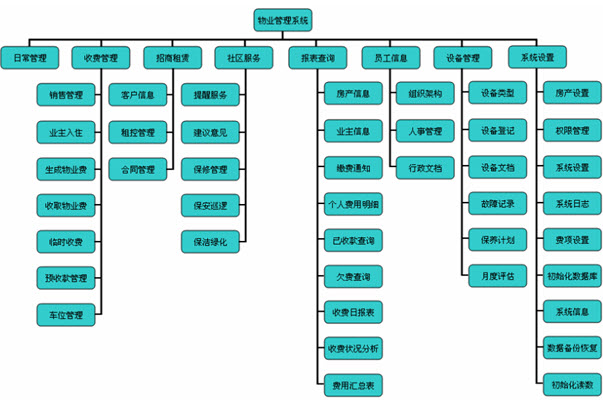 物业管理系统
日常管理
收费管理
招商租赁
社区服务
报表查询
员工信息
设备管理
系统设置
销售管理
业主入住
生成物业费
收取物业费
临时收费
预收款管理
车位管理
客户信息
租控管理
合同管理
提醒服务
建议意见
保修管理
保安巡逻
保洁绿化
房产信息
业主信息
缴费通知
个人费用明细
已收款查询
欠费查询
收费日报表
收费状况分析
费用汇总表
组织架构
人事管理
行政文档
设备类型
设备登记
设备文档
故障记录
保养计划
月度评估
房产设置
权限管理
系统设置
系统日志
费项设置
初始化数据库
系统信息
数据备份恢复
初始化读数